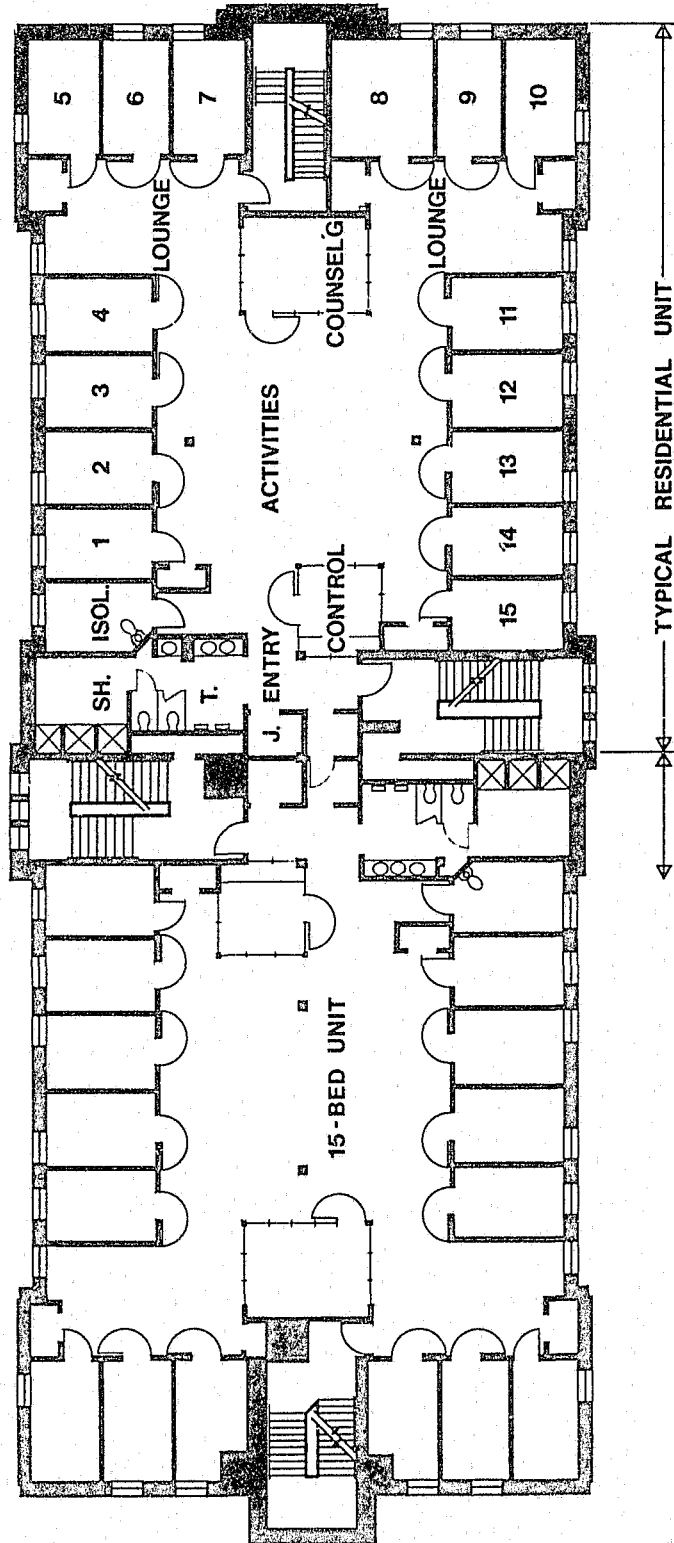 5
6
7
8
9
10
LOUNGE
LOUNGE
COUNSEL'G
4
3
2
1
ISOL.
ACTIVITIES
11
12
13
14
15
CONTROL
ENTRY
SH.
T.
J.
15-BED UNIT
TYPICAL RESIDENTIAL UNIT